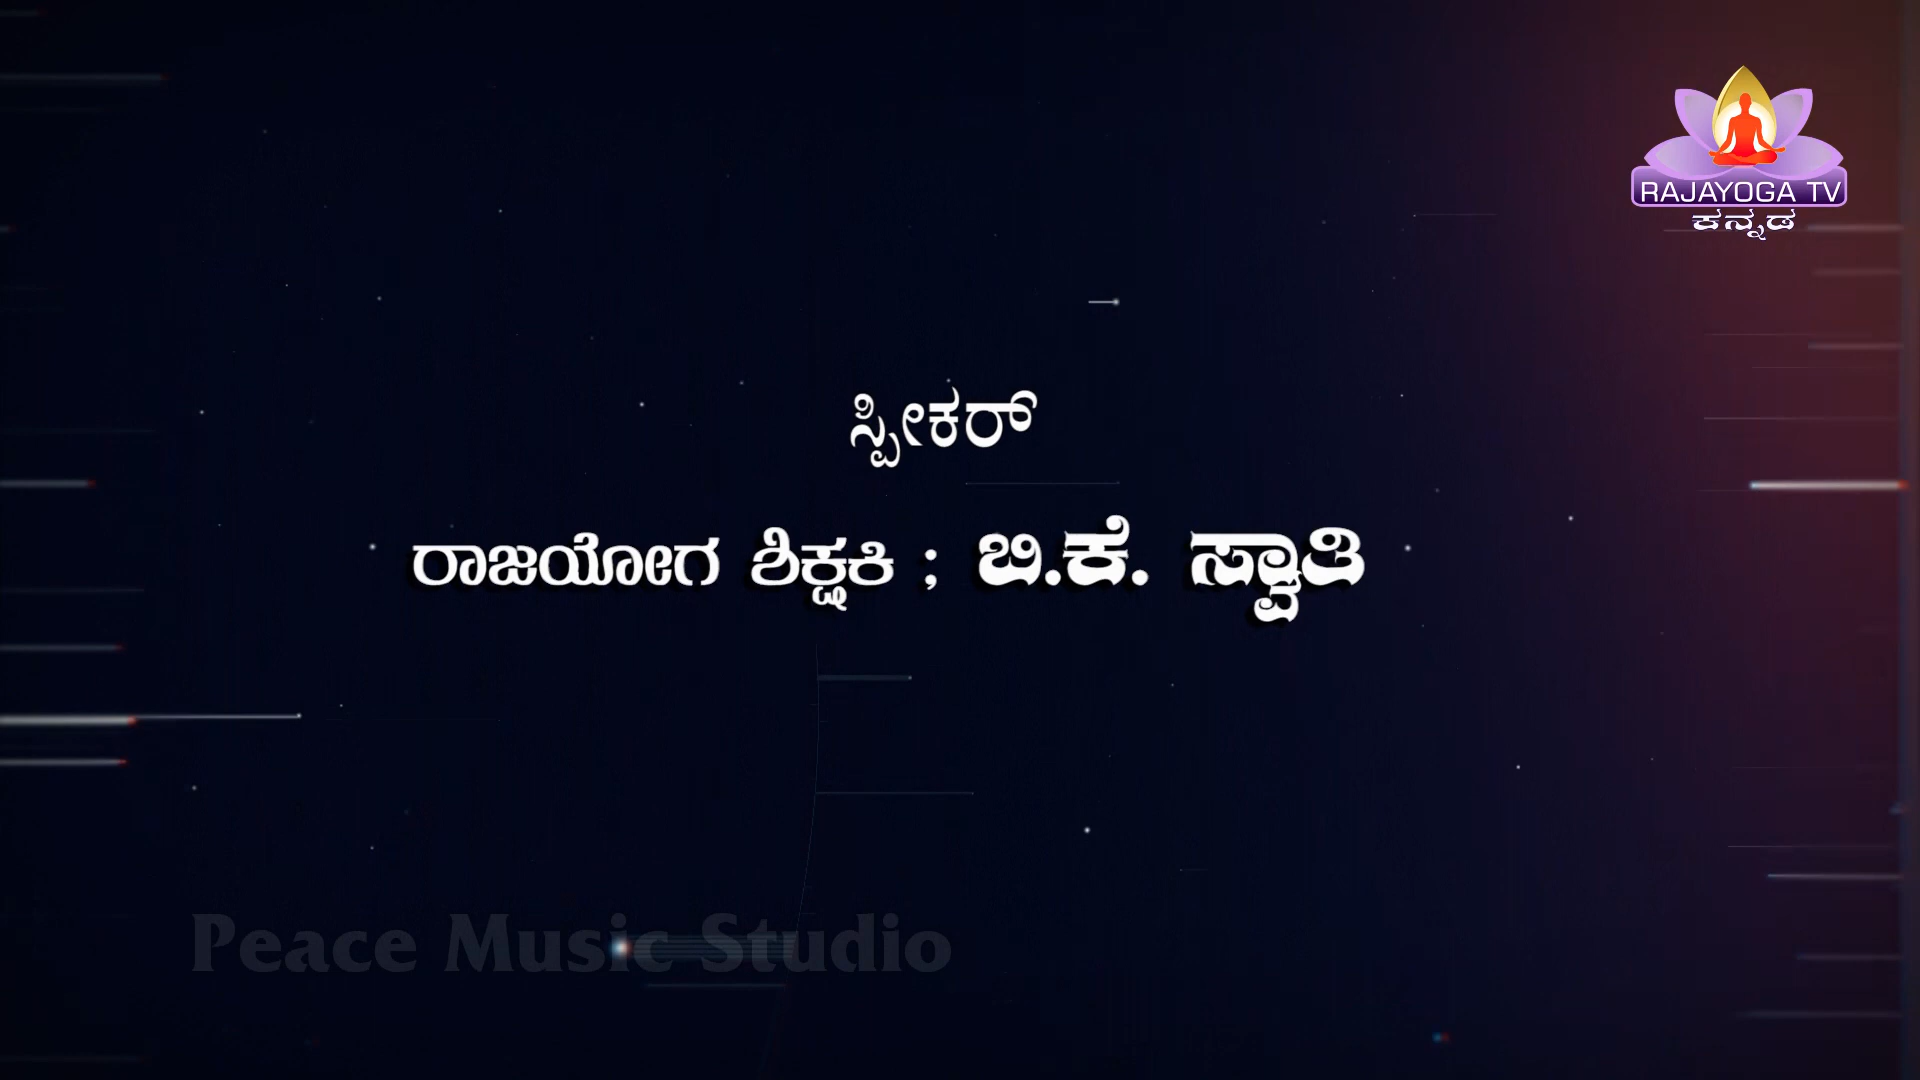 RAJAYOGA TV
ಕನ್ನಡ
ಸ್ಪೀಕರ್
ರಾಜಯೋಗ ಶಿಕ್ಷಕಿ ; ಬಿ.ಕೆ. ಸ್ವಾತಿ
Peace Music Studio